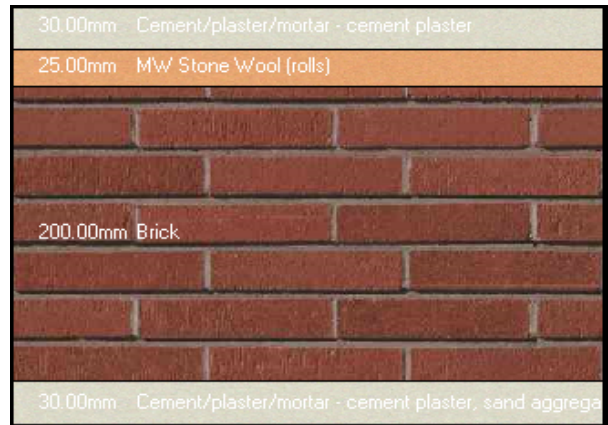 30.00mm Cement/plaster/mortar - cement plaster
25.00mm MW Stone Wool (rolls)
200.00mm Brick
30.00mm Cement/plaster/mortar - cement plaster, sand aggrega